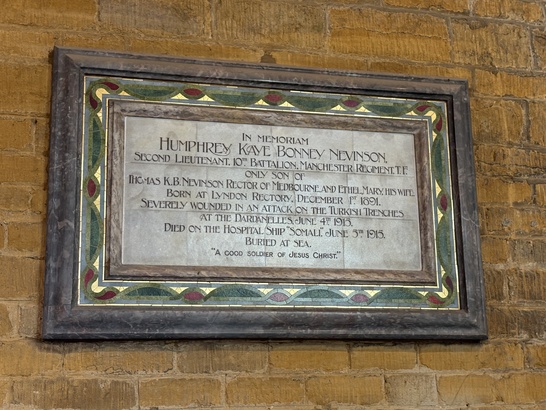 IN MEMORIAM
HUMPHREY KAYE BONNEY NEVINSON,
SECOND LIEUTENANT, 10TH BATTALION, MANCHESTER REGIMENT, T.F.
ONLY SON OF
THOMAS K.B. NEVINSON RECTOR OF MEDBOURNE, AND ETHEL MARY, HIS WIFE.
BORN AT LYNDON RECTORY, DECEMBER 1ST 1891.
SEVERELY WOUNDED IN AN ATTACK ON THE TURKISH TRENCHES
AT THE DARDANELLES, JUNE 4TH 1915.
DIED ON THE HOSPITAL SHIP "SOMALI," JUNE 5TH 1915.
BURIED AT SEA.
"A GOOD SOLDIER OF JESUS CHRIST."